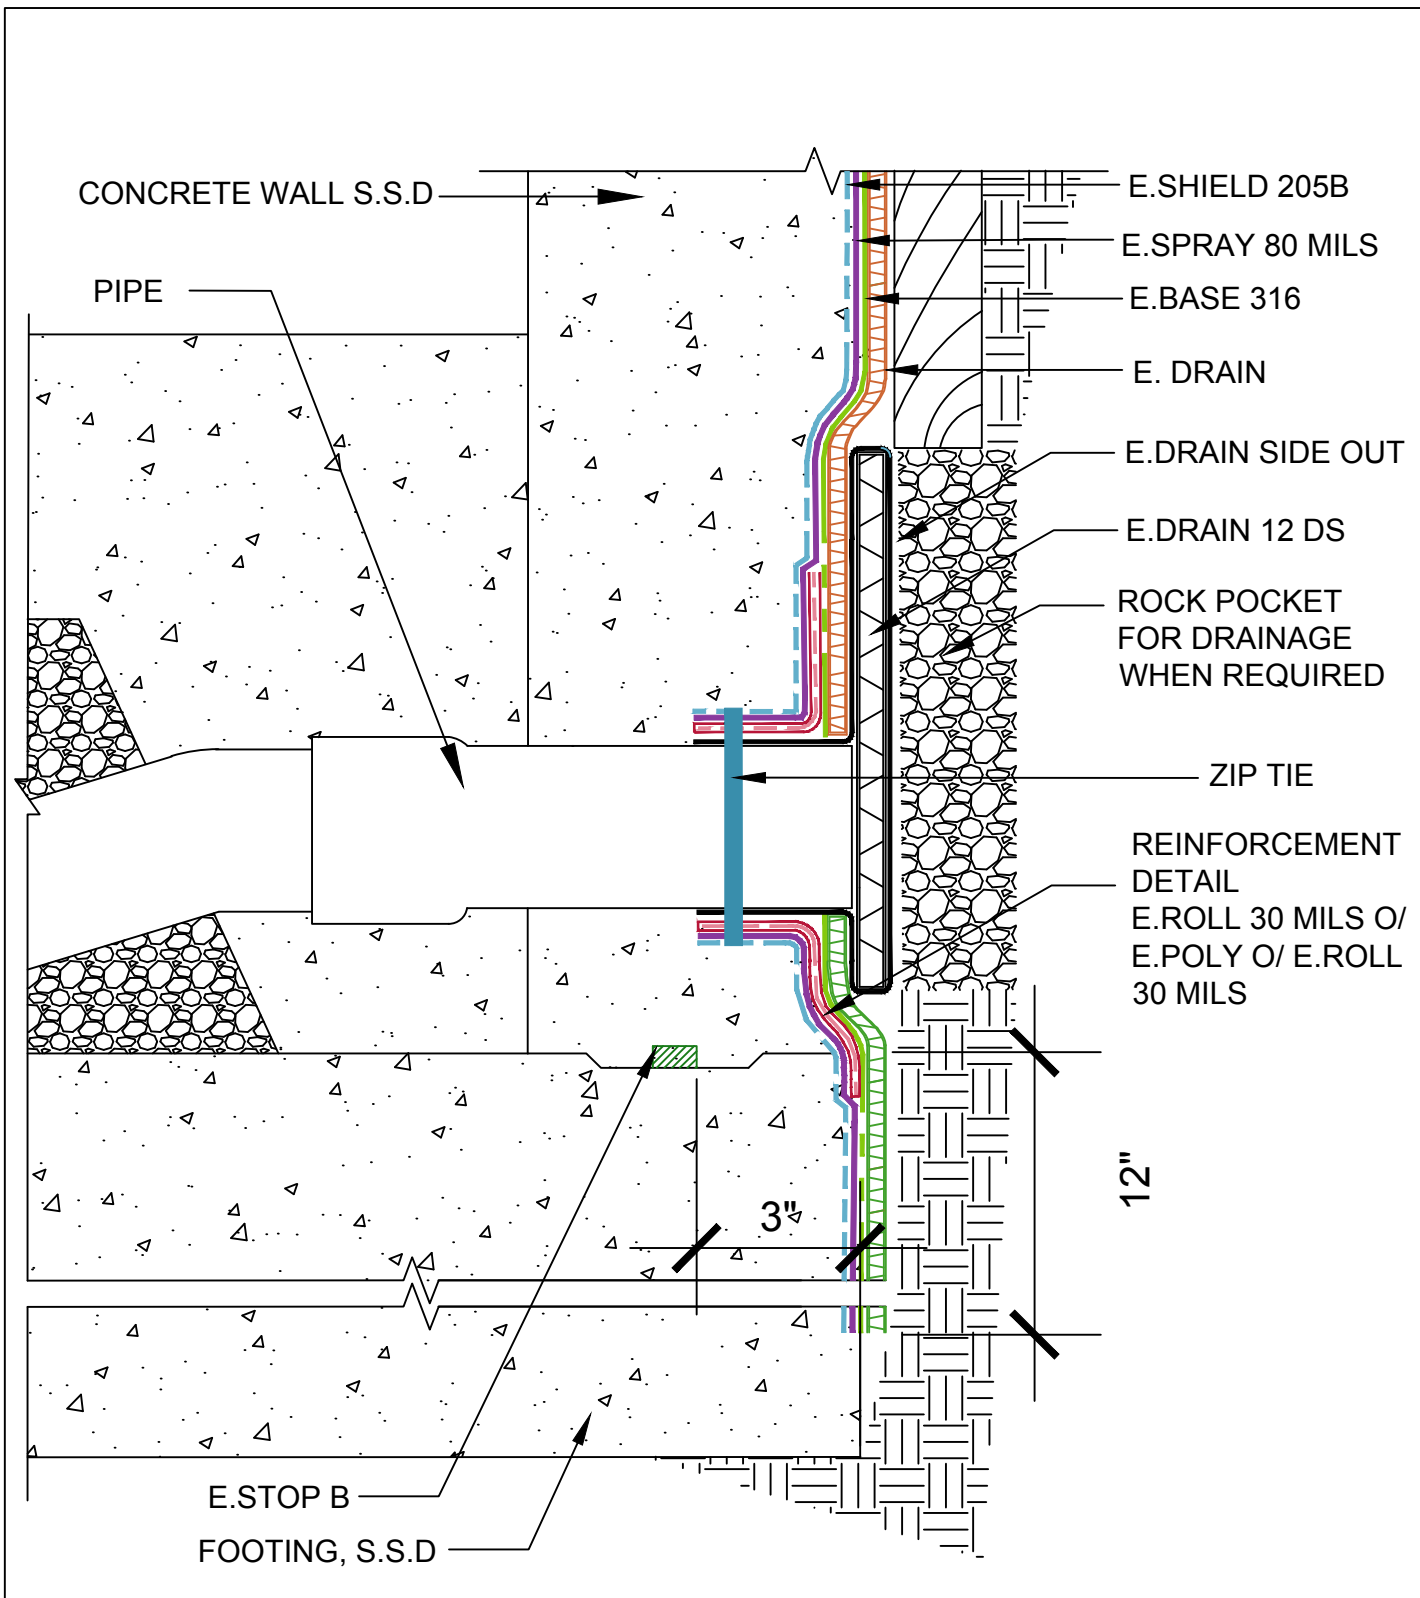 CONCRETE WALL S.S.D
PIPE
E.SHIELD 205B
E.SPRAY 80 MILS
E.BASE 316
E. DRAIN
E.DRAIN SIDE OUT
E.DRAIN 12 DS
ROCK POCKET
FOR DRAINAGE
WHEN REQUIRED
ZIP TIE
REINFORCEMENT
DETAIL
E.ROLL 30 MILS O/
E.POLY O/ E.ROLL
30 MILS
12"
3"
E.STOP B
FOOTING, S.S.D